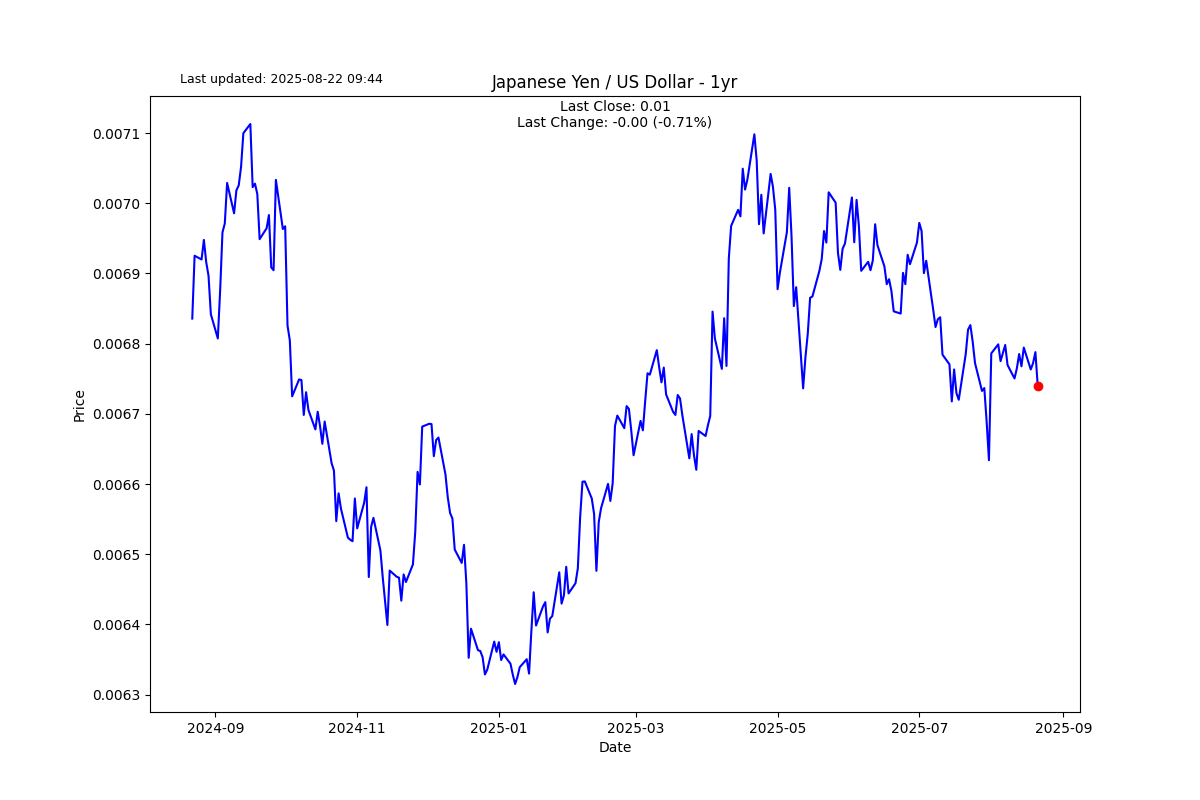 Last updated: 2025-08-22 09:44
Japanese Yen / US Dollar - 1yr
Last Close: 0.01
Last Change: -0.00 (-0.71%)
0.0071
0.0070
0.0069
0.0068
0.0067
0.0066
0.0065
0.0064
0.0063
Price
2024-09 2024-11 2025-01 2025-03 2025-05 2025-07 2025-09
Date